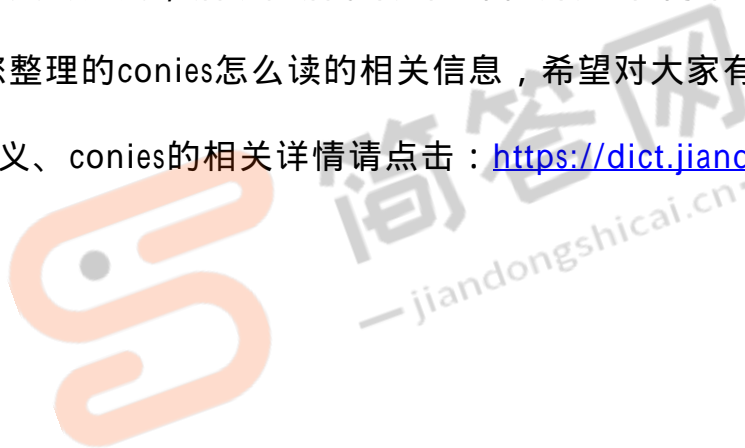 整理的conies怎么读的相关信息，希望对大家有
义、conies的相关详情请点击：https://dict.jiand
简答网
jiandongshicai.cn